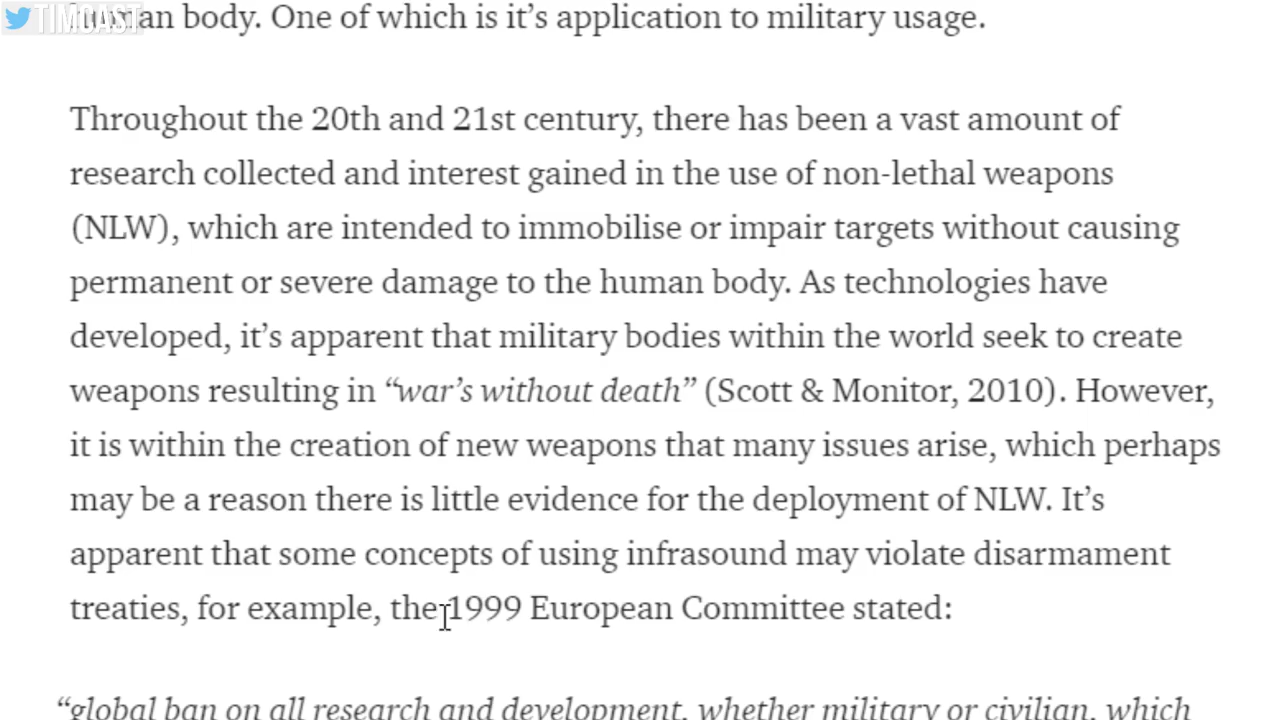 TIMCAST
human body. One of which is it’s application to military usage.
Throughout the 20th and 21st century, there has been a vast amount of
research collected and interest gained in the use of non-lethal weapons
(NLW), which are intended to immobilise or impair targets without causing
permanent or severe damage to the human body. As technologies have
developed, it’s apparent that military bodies within the world seek to create
weapons resulting in “war’s without death” (Scott & Monitor, 2010). However,
it is within the creation of new weapons that many issues arise, which perhaps
may be a reason there is little evidence for the deployment of NLW. It’s
apparent that some concepts of using infrasound may violate disarmament
treaties, for example, the 1999 European Committee stated:
“global ban on all research and development, whether military or civilian, which